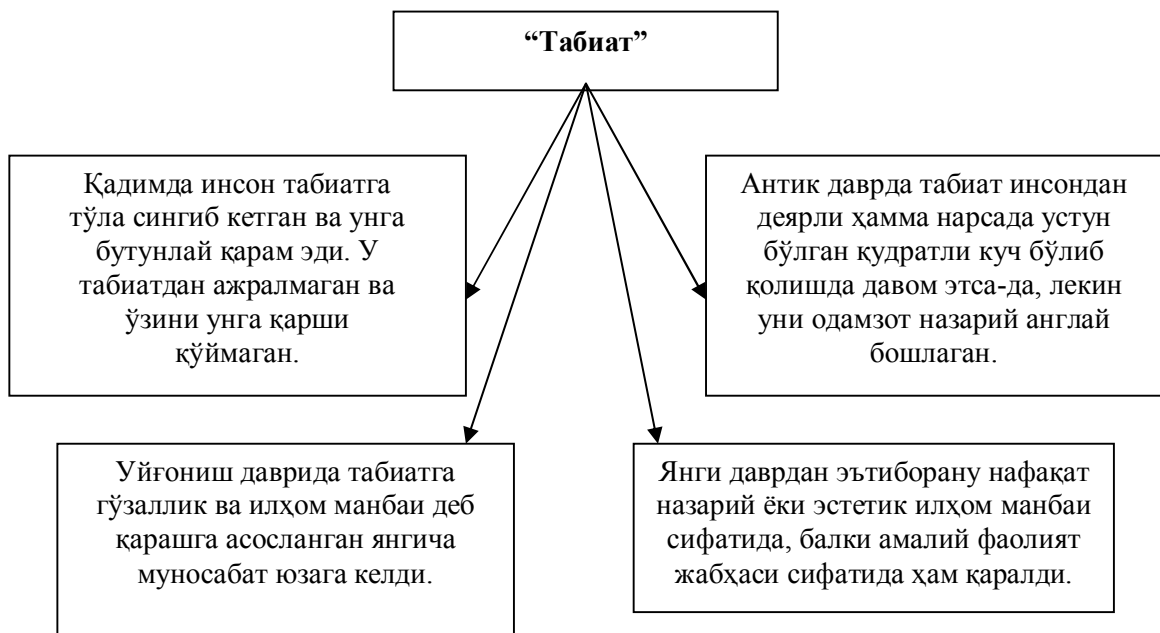 “Табиат”
Қадимда инсон табиатга
тўла сингиб кетган ва унга
бутунлай қарам эди. У
табиатдан ажралмаган ва
ўзини унга қарши
қўймаган.
Антик даврда табиат инсондан
деярли ҳамма нарсада устун
бўлган қудратли куч бўлиб
қолишда давом этса-да, лекин
уни одамзот назарий англай
бошлаган.
Уйғониш даврида табиатга
гўзаллик ва илҳом манбаи деб
қарашга асосланган янгича
муносабат юзага келди.
Янги даврдан эътиборану нафақат
назарий ёки эстетик илҳом манбаи
сифатида, балки амалий фаолият
жабҳаси сифатида ҳам қаралди.